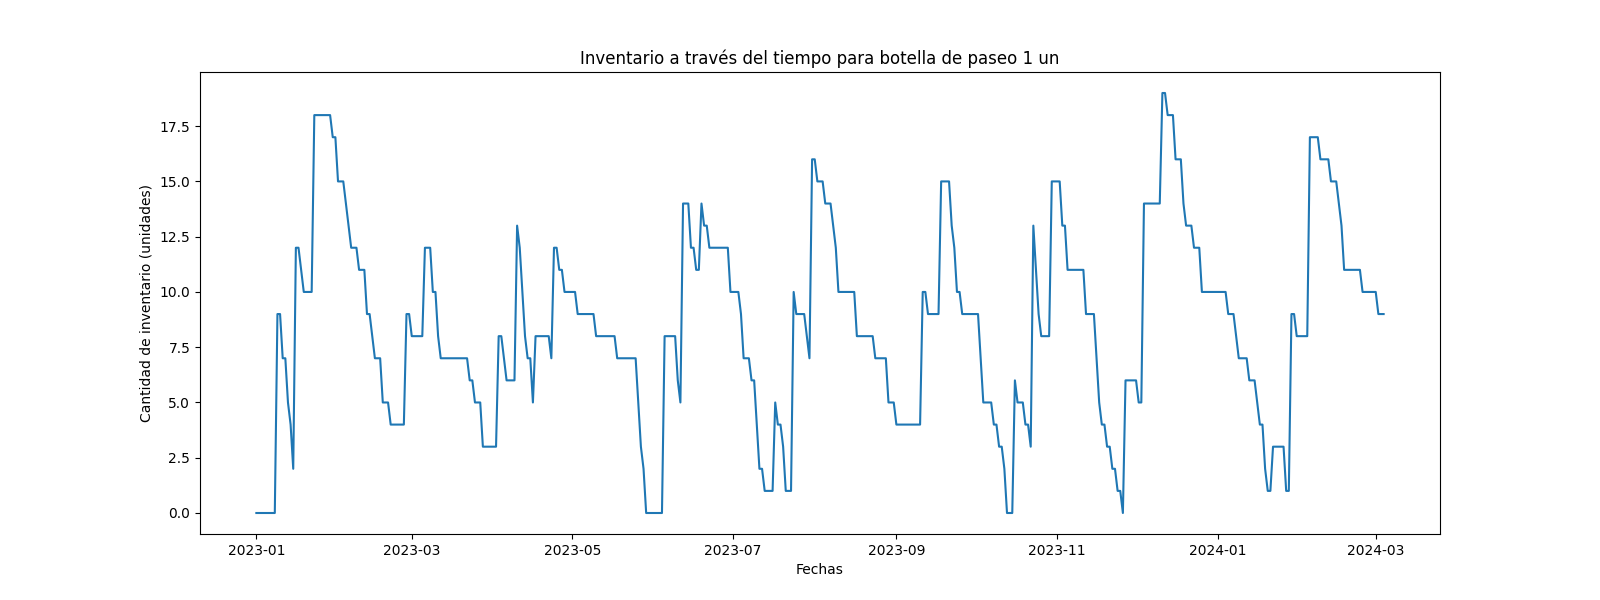 Inventario a través del tiempo para botella de paseo 1 un
Cantidad de inventario (unidades)
17.5
15.0
12.5
10.0
7.5
5.0
2.5
0.0
2023-01 2023-03 2023-05 2023-07 2023-09 2023-11 2024-01 2024-03
Fechas